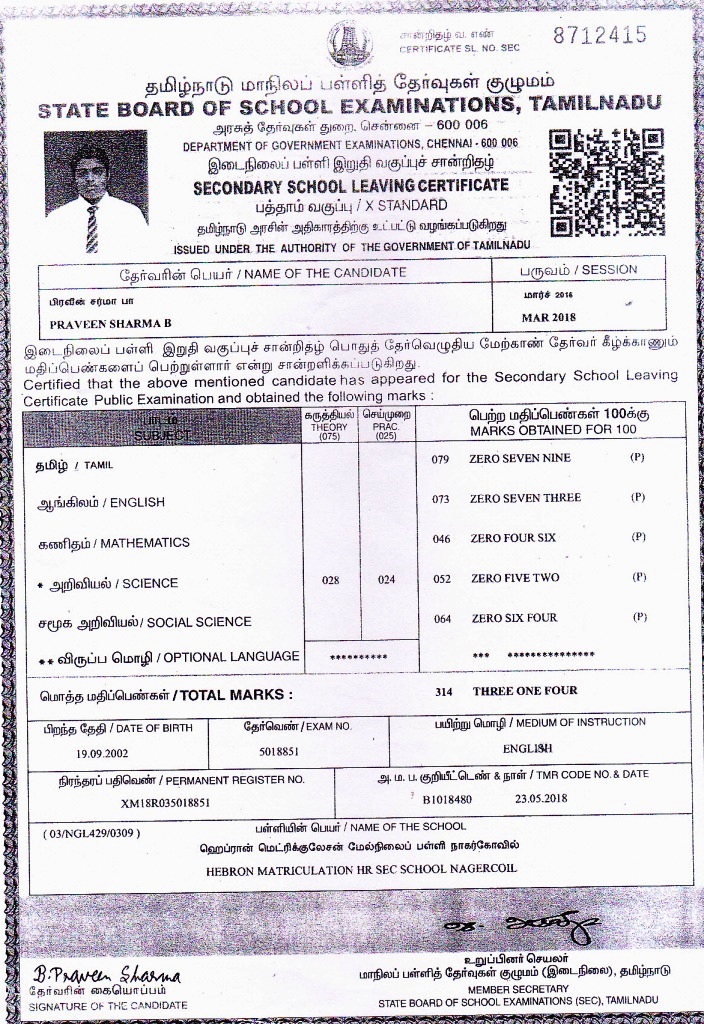 சான்றிதழ் வ. எண்
CERTIFICATE SL. NO. SEC
8712415
தமிழ்நாடு மாநிலப் பள்ளித் தேர்வுகள் குழுமம்
STATE BOARD OF SCHOOL EXAMINATIONS, TAMILNADU
அரசுத் தேர்வுகள் துறை, சென்னை – 600 006
DEPARTMENT OF GOVERNMENT EXAMINATIONS, CHENNAI - 600 006
இடைநிலைப் பள்ளி இறுதி வகுப்புச் சான்றிதழ்
SECONDARY SCHOOL LEAVING CERTIFICATE
பத்தாம் வகுப்பு / X STANDARD
தமிழ்நாடு அரசின் அதிகாரத்திற்கு உட்பட்டு வழங்கப்படுகிறது
ISSUED UNDER THE AUTHORITY OF THE GOVERNMENT OF TAMILNADU
தேர்வரின் பெயர் / NAME OF THE CANDIDATE
பருவம் / SESSION
பிரவீன் சர்மா பா
மார்ச் 2018
PRAVEEN SHARMA B
MAR 2018
இடைநிலைப் பள்ளி இறுதி வகுப்புச் சான்றிதழ் பொதுத் தேர்வெழுதிய மேற்காண் தேர்வர் கீழ்க்காணும்
மதிப்பெண்களைப் பெற்றுள்ளார் என்று சான்றளிக்கப்படுகிறது.
Certified that the above mentioned candidate has appeared for the Secondary School Leaving
Certificate Public Examination and obtained the following marks :
பாடம் SUBJECT
கருத்தியல் THEORY (075)
செய்முறை PRAC. (025)
பெற்ற மதிப்பெண்கள் 100க்கு
MARKS OBTAINED FOR 100
தமிழ் / TAMIL 079 ZERO SEVEN NINE (P)
ஆங்கிலம் / ENGLISH 073 ZERO SEVEN THREE (P)
கணிதம் / MATHEMATICS 046 ZERO FOUR SIX (P)
* அறிவியல் / SCIENCE 028 024 052 ZERO FIVE TWO (P)
சமூக அறிவியல்/ SOCIAL SCIENCE 064 ZERO SIX FOUR (P)
** விருப்ப மொழி / OPTIONAL LANGUAGE ********** *** **************
மொத்த மதிப்பெண்கள் / TOTAL MARKS : 314 THREE ONE FOUR
பிறந்த தேதி / DATE OF BIRTH
தேர்வெண் / EXAM NO.
பயிற்று மொழி / MEDIUM OF INSTRUCTION
19.09.2002
5018851
ENGLISH
நிரந்தரப் பதிவெண் / PERMANENT REGISTER NO.
அ. ம. ப. குறியீட்டெண் & நாள் / TMR CODE NO. & DATE
XM18R035018851
B1018480 23.05.2018
( 03/NGL429/0309 )
பள்ளியின் பெயர் / NAME OF THE SCHOOL
ஹெப்ரான் மெட்ரிக்குலேசன் மேல்நிலைப் பள்ளி நாகர்கோவில்
HEBRON MATRICULATION HR SEC SCHOOL NAGERCOIL
B. Praveen Sharma
தேர்வரின் கையொப்பம்
SIGNATURE OF THE CANDIDATE
உறுப்பினர் செயலர்
மாநிலப் பள்ளித் தேர்வுகள் குழுமம் (இடைநிலை), தமிழ்நாடு
MEMBER SECRETARY
STATE BOARD OF SCHOOL EXAMINATIONS (SEC), TAMILNADU